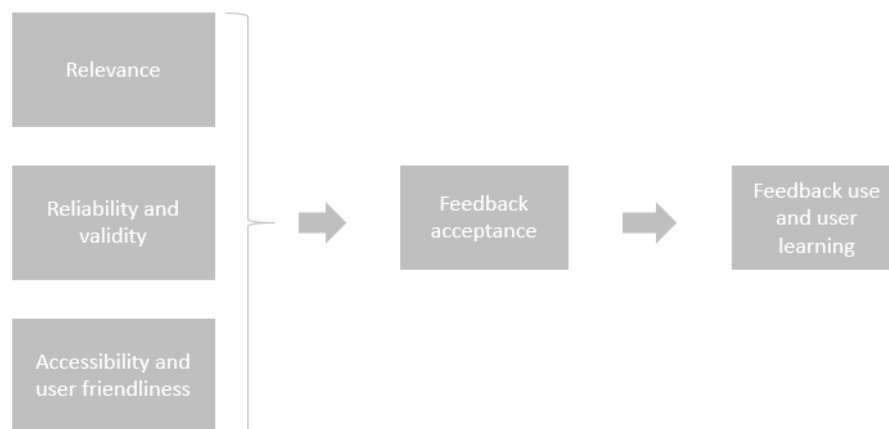 Relevance
Reliability and
validity
Accessibility and
user friendliness
Feedback
acceptance
Feedback use
and user
learning